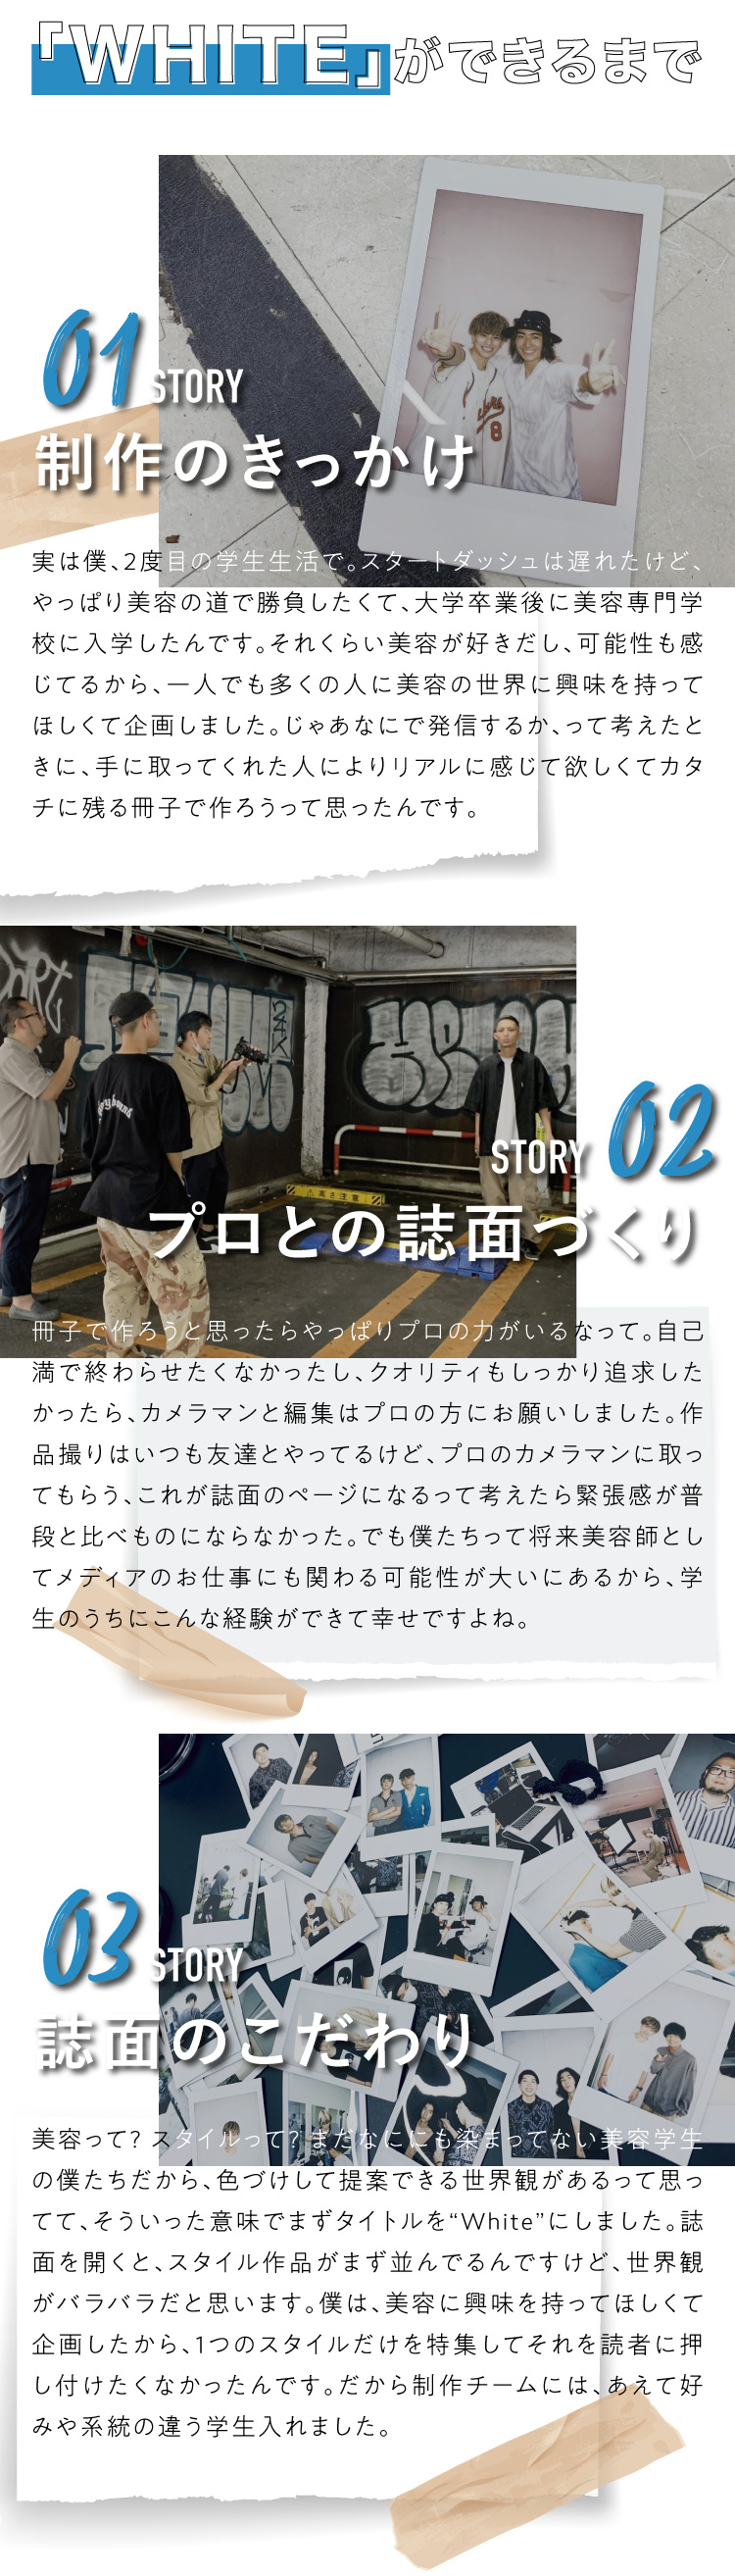 「WHITE」ができるまで
01 STORY
制作のきっかけ
実は僕、2度目の学生生活で。スタートダッシュは遅れたけど、
やっぱり美容の道で勝負したくて、大学卒業後に美容専門学
校に入学したんです。それくらい美容が好きだし、可能性も感
じてるから、一人でも多くの人に美容の世界に興味を持って
ほしくて企画しました。じゃあなにで発信するか、って考えたと
きに、手に取ってくれた人によりリアルに感じて欲しくてカタ
チに残る冊子で作ろうって思ったんです。
高さ注意
STORY 02
プロとの誌面づくり
冊子で作ろうと思ったらやっぱりプロの力がいるなって。自己
満で終わらせたくなかったし、クオリティもしっかり追求した
かったら、カメラマンと編集はプロの方にお願いしました。作
品撮りはいつも友達とやってるけど、プロのカメラマンに取っ
てもらう、これが誌面のページになるって考えたら緊張感が普
段と比べものにならなかった。でも僕たちって将来美容師とし
てメディアのお仕事にも関わる可能性が大いにあるから、学
生のうちにこんな経験ができて幸せですよね。
03 STORY
誌面のこだわり
美容って？スタイルって？まだなににも染まってない美容学生
の僕たちだから、色づけして提案できる世界観があるって思っ
てて、そういった意味でまずタイトルを“White”にしました。誌
面を開くと、スタイル作品がまず並んでるんですけど、世界観
がバラバラだと思います。僕は、美容に興味を持ってほしくて
企画したから、1つのスタイルだけを特集してそれを読者に押
し付けたくなかったんです。だから制作チームには、あえて好
みや系統の違う学生入れました。